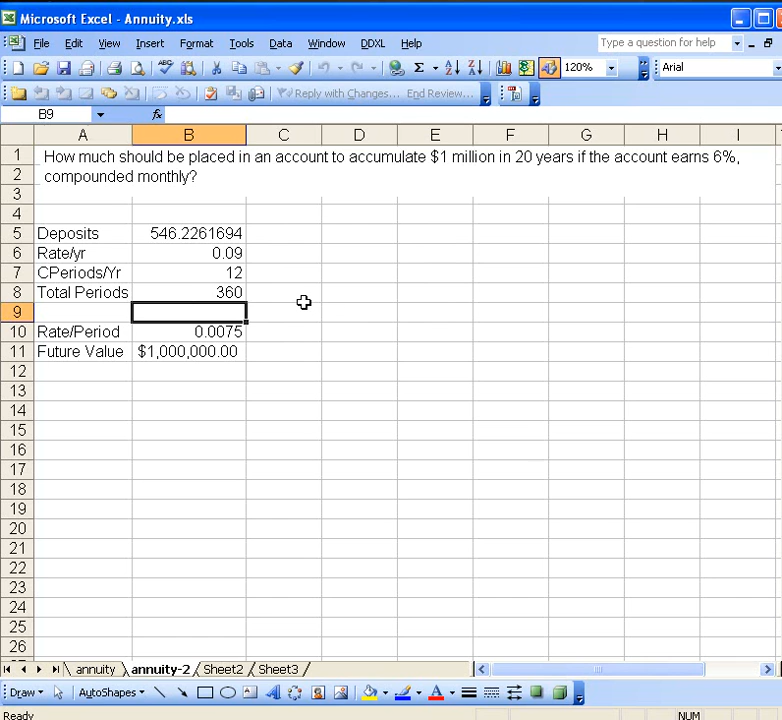 Microsoft Excel - Annuity.xls
File Edit View Insert Format Tools Data Window DDXL Help Type a question for help
120% Arial
Reply with Changes... End Review...
B9 fx
A B C D E F G H I
1 How much should be placed in an account to accumulate $1 million in 20 years if the account earns 6%,
2 compounded monthly?
3
4
5 Deposits 546.2261694
6 Rate/yr 0.09
7 CPeriods/Yr 12
8 Total Periods 360
9
10 Rate/Period 0.0075
11 Future Value $1,000,000.00
12
13
14
15
16
17
18
19
20
21
22
23
24
25
26
annuity annuity-2 Sheet2 Sheet3
Draw AutoShapes
Ready NUM